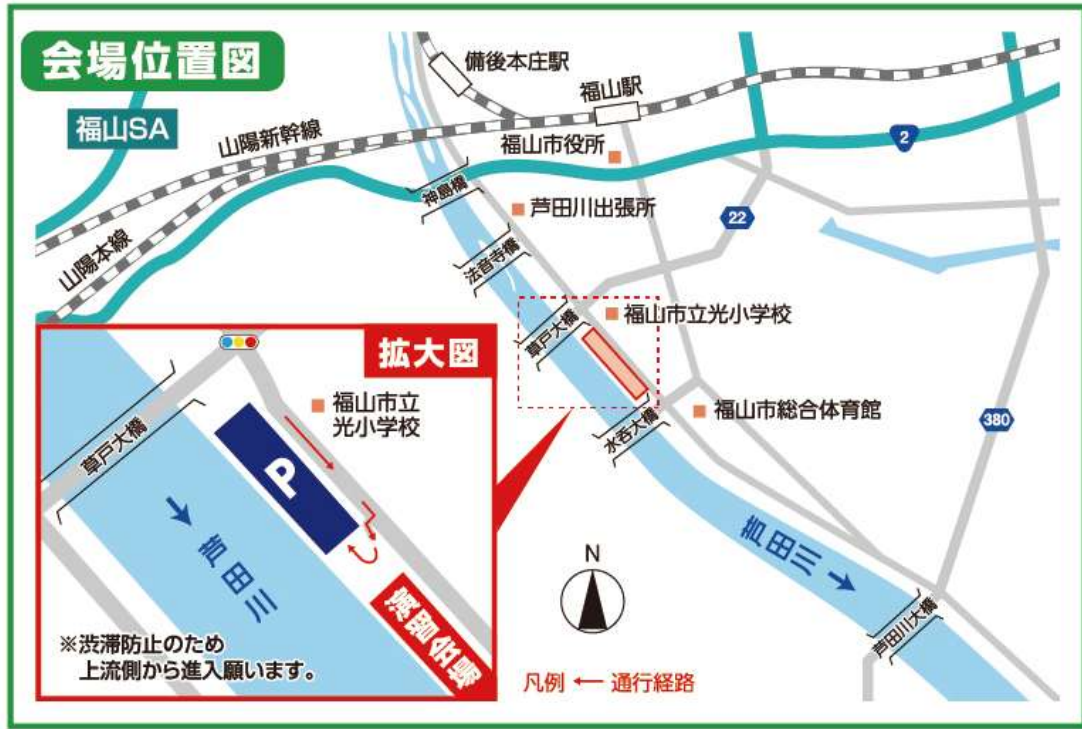 会場位置図
福山SA
山陽新幹線
山陽本線
備後本庄駅
福山駅
福山市役所
2
神島橋
芦田川出張所
22
法音寺橋
草戸大橋
福山市立光小学校
水呑大橋
福山市総合体育館
380
芦田川
芦田川大橋
N
凡例 ← 通行経路
拡大図
福山市立
光小学校
草戸大橋
P
芦田川
演習会場
※渋滞防止のため
上流側から進入願います。